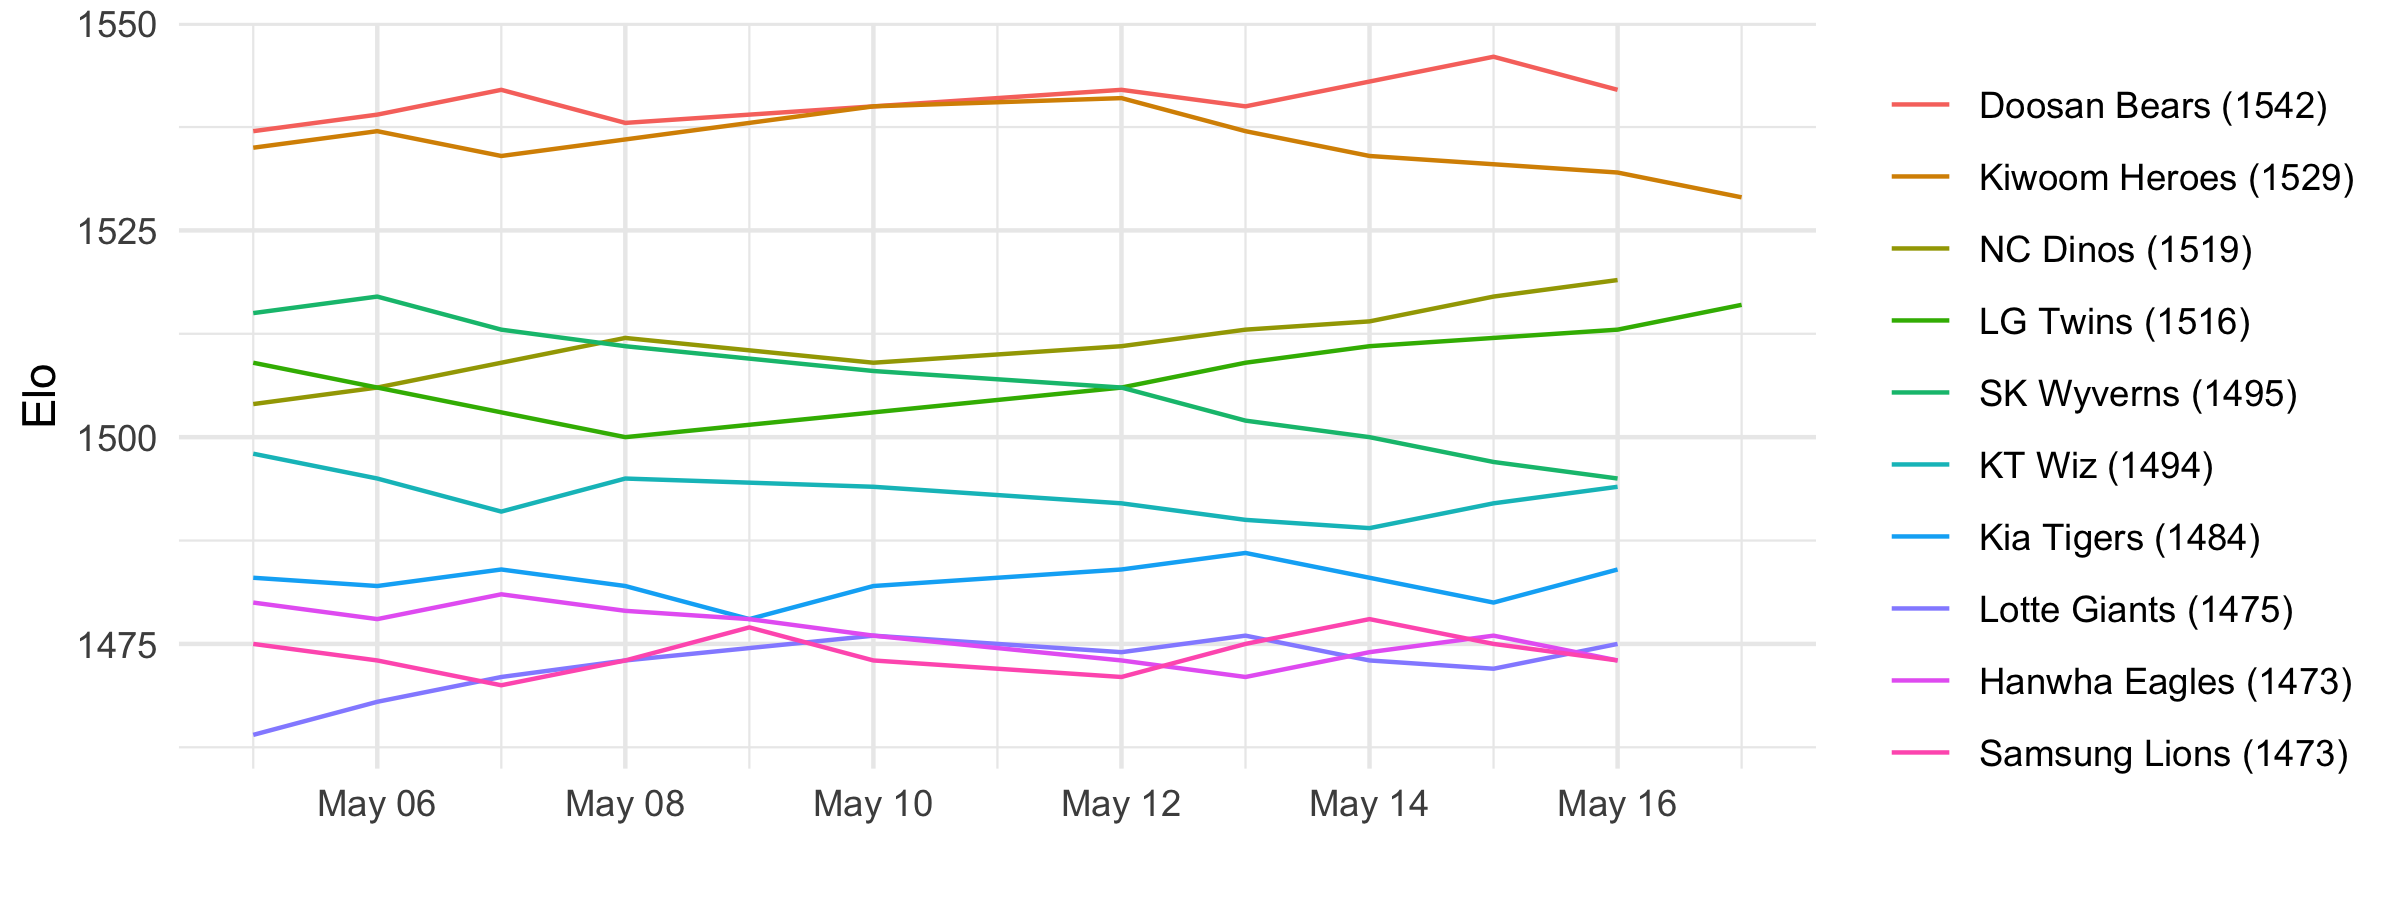 1550
1525
1500
1475
Elo
May 06
May 08
May 10
May 12
May 14
May 16
Doosan Bears (1542)
Kiwoom Heroes (1529)
NC Dinos (1519)
LG Twins (1516)
SK Wyverns (1495)
KT Wiz (1494)
Kia Tigers (1484)
Lotte Giants (1475)
Hanwha Eagles (1473)
Samsung Lions (1473)